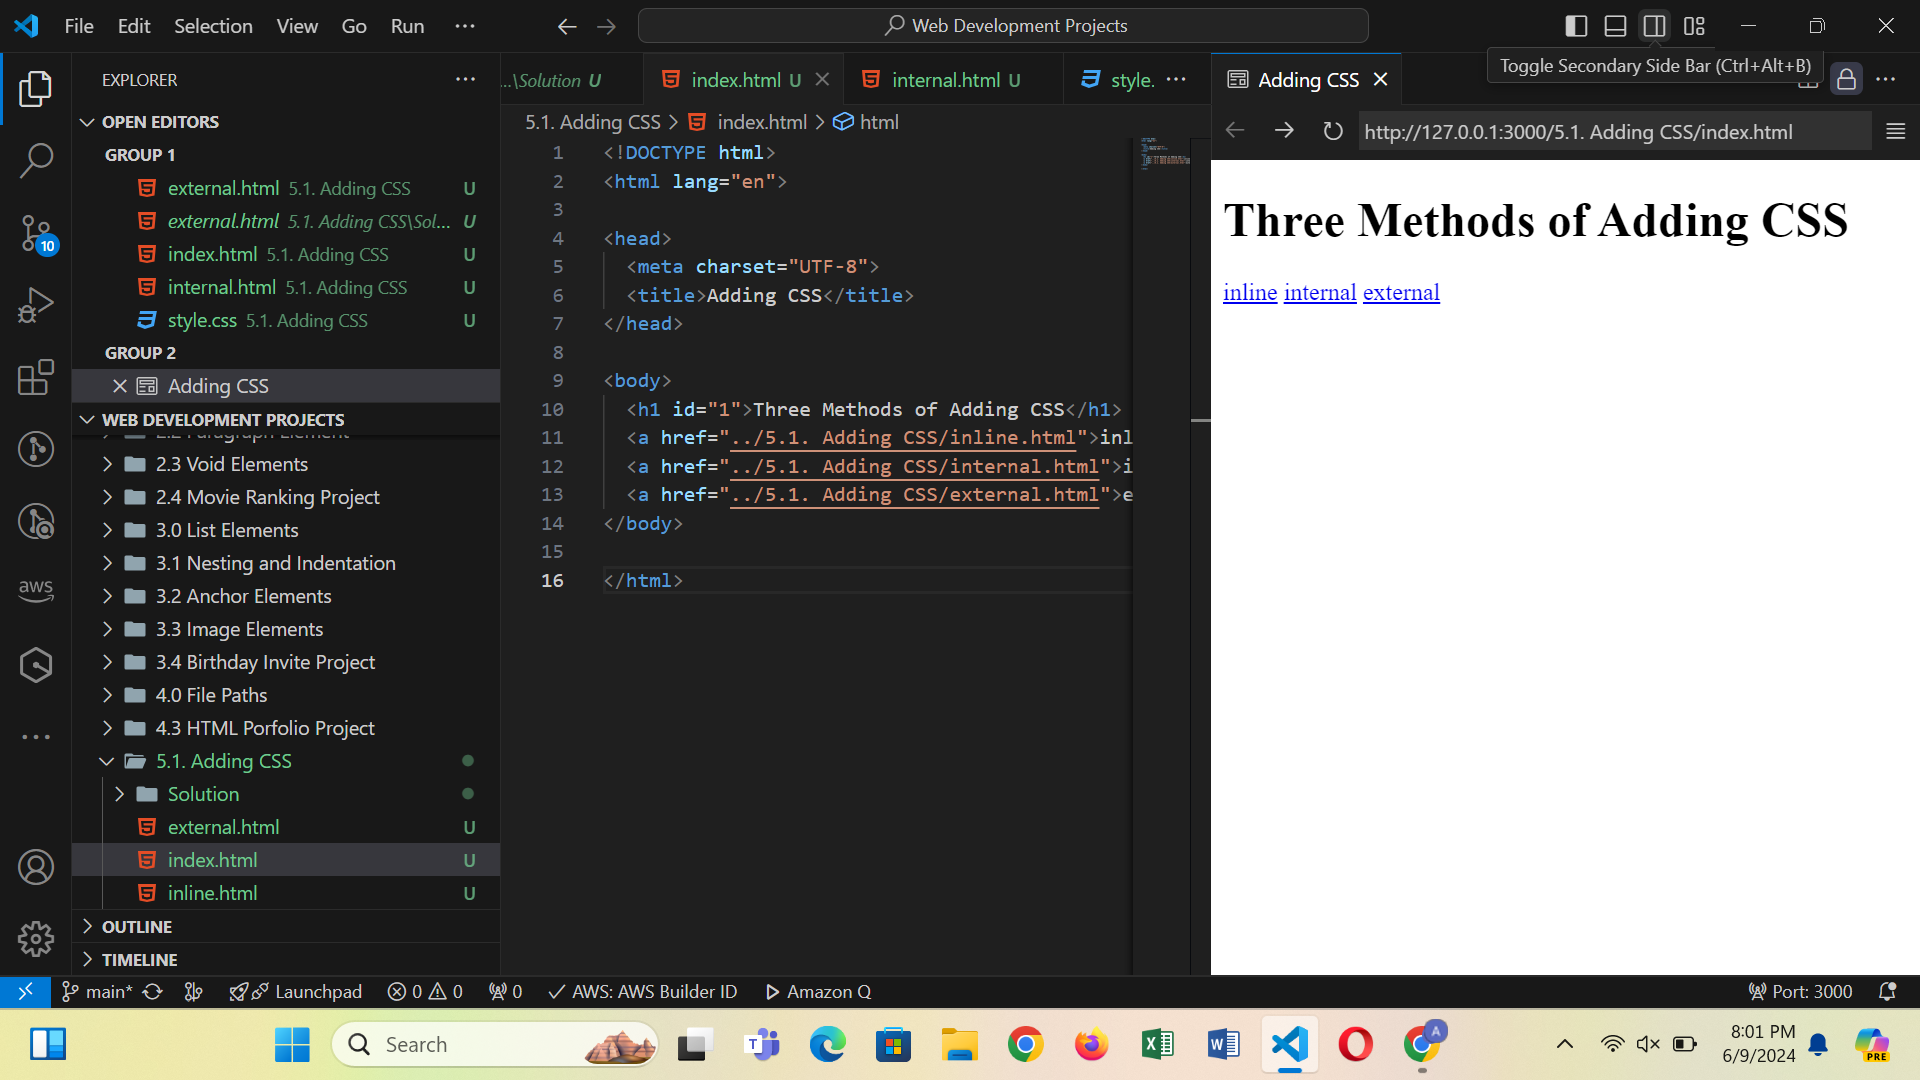 File Edit Selection View Go Run ···
Web Development Projects
Toggle Secondary Side Bar (Ctrl+Alt+B)
EXPLORER
OPEN EDITORS
GROUP 1
external.html 5.1. Adding CSS U
external.html 5.1. Adding CSS\Sol... U
index.html 5.1. Adding CSS U
internal.html 5.1. Adding CSS U
style.css 5.1. Adding CSS U
GROUP 2
Adding CSS
WEB DEVELOPMENT PROJECTS
2.2 Paragraph Element
2.3 Void Elements
2.4 Movie Ranking Project
3.0 List Elements
3.1 Nesting and Indentation
3.2 Anchor Elements
3.3 Image Elements
3.4 Birthday Invite Project
4.0 File Paths
4.3 HTML Porfolio Project
5.1. Adding CSS
Solution
external.html U
index.html U
inline.html U
OUTLINE
TIMELINE
10
aws
...\Solution U
index.html U
internal.html U
style.
5.1. Adding CSS > index.html > html
1 <!DOCTYPE html>
2 <html lang="en">
3
4 <head>
5 <meta charset="UTF-8">
6 <title>Adding CSS</title>
7 </head>
8
9 <body>
10 <h1 id="1">Three Methods of Adding CSS</h1>
11 <a href="../5.1. Adding CSS/inline.html">inl
12 <a href="../5.1. Adding CSS/internal.html">i
13 <a href="../5.1. Adding CSS/external.html">e
14 </body>
15
16 </html>
Adding CSS
http://127.0.0.1:3000/5.1. Adding CSS/index.html
Three Methods of Adding CSS
inline internal external
main* Launchpad 0 0 0 AWS: AWS Builder ID Amazon Q Port: 3000
Search
T
X
W
A
8:01 PM
6/9/2024
PRE